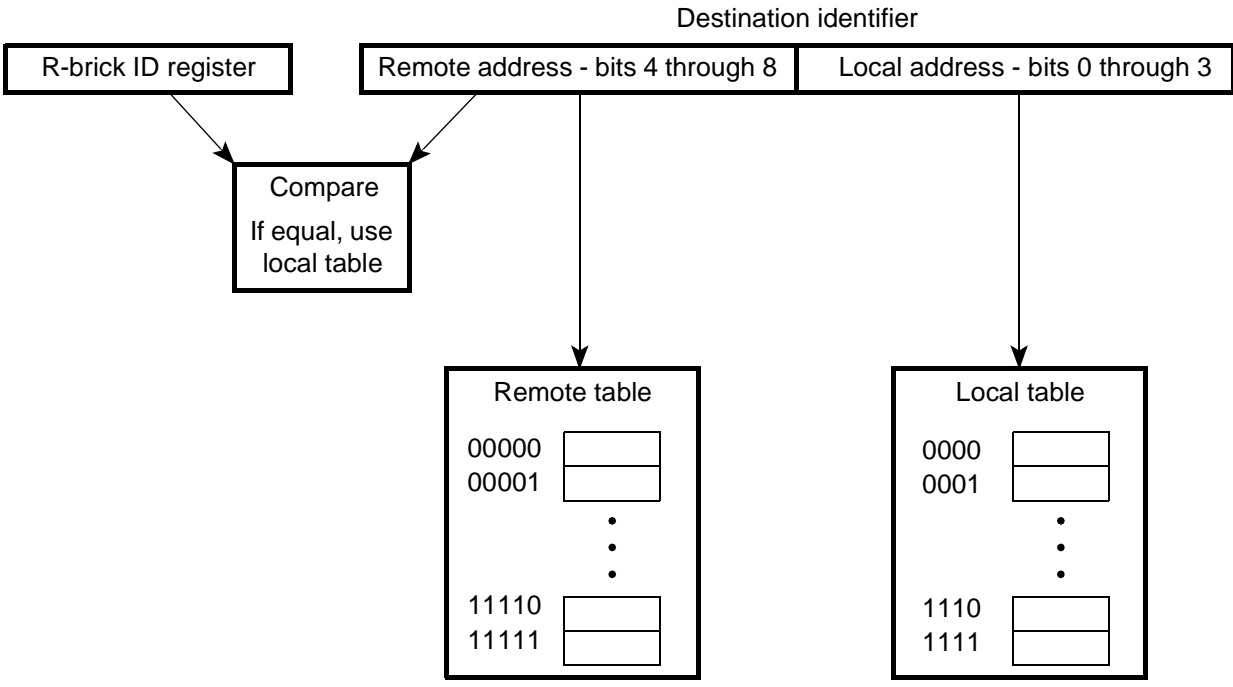 Destination identifier
R-brick ID register
Remote address - bits 4 through 8
Local address - bits 0 through 3
Compare
If equal, use
local table
Remote table
00000
00001
11110
11111
Local table
0000
0001
1110
1111